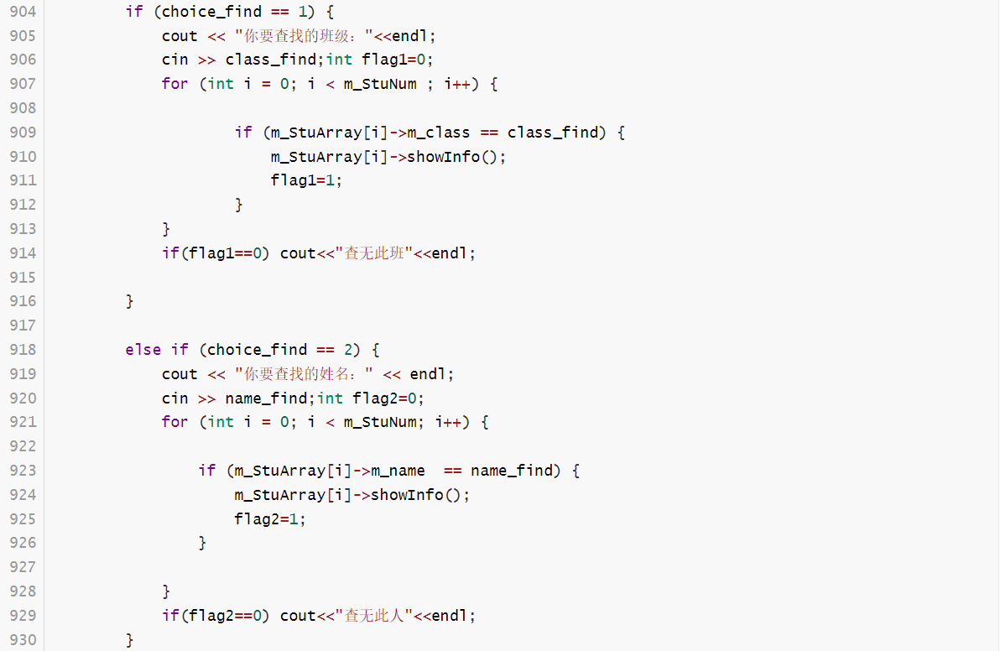 904 if (choice_find == 1) {
905 cout << "你要查找的班级："<<endl;
906 cin >> class_find;int flag1=0;
907 for (int i = 0; i < m_StuNum ; i++) {
908
909 if (m_StuArray[i]->m_class == class_find) {
910 m_StuArray[i]->showInfo();
911 flag1=1;
912 }
913 }
914 if(flag1==0) cout<<"查无此班"<<endl;
915
916 }
917
918 else if (choice_find == 2) {
919 cout << "你要查找的姓名：" << endl;
920 cin >> name_find;int flag2=0;
921 for (int i = 0; i < m_StuNum; i++) {
922
923 if (m_StuArray[i]->m_name  == name_find) {
924 m_StuArray[i]->showInfo();
925 flag2=1;
926 }
927
928 }
929 if(flag2==0) cout<<"查无此人"<<endl;
930 }